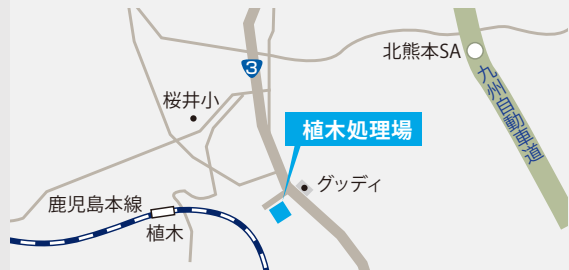 北熊本SA
3
九州自動車道
桜井小
植木処理場
グッディ
鹿児島本線
植木